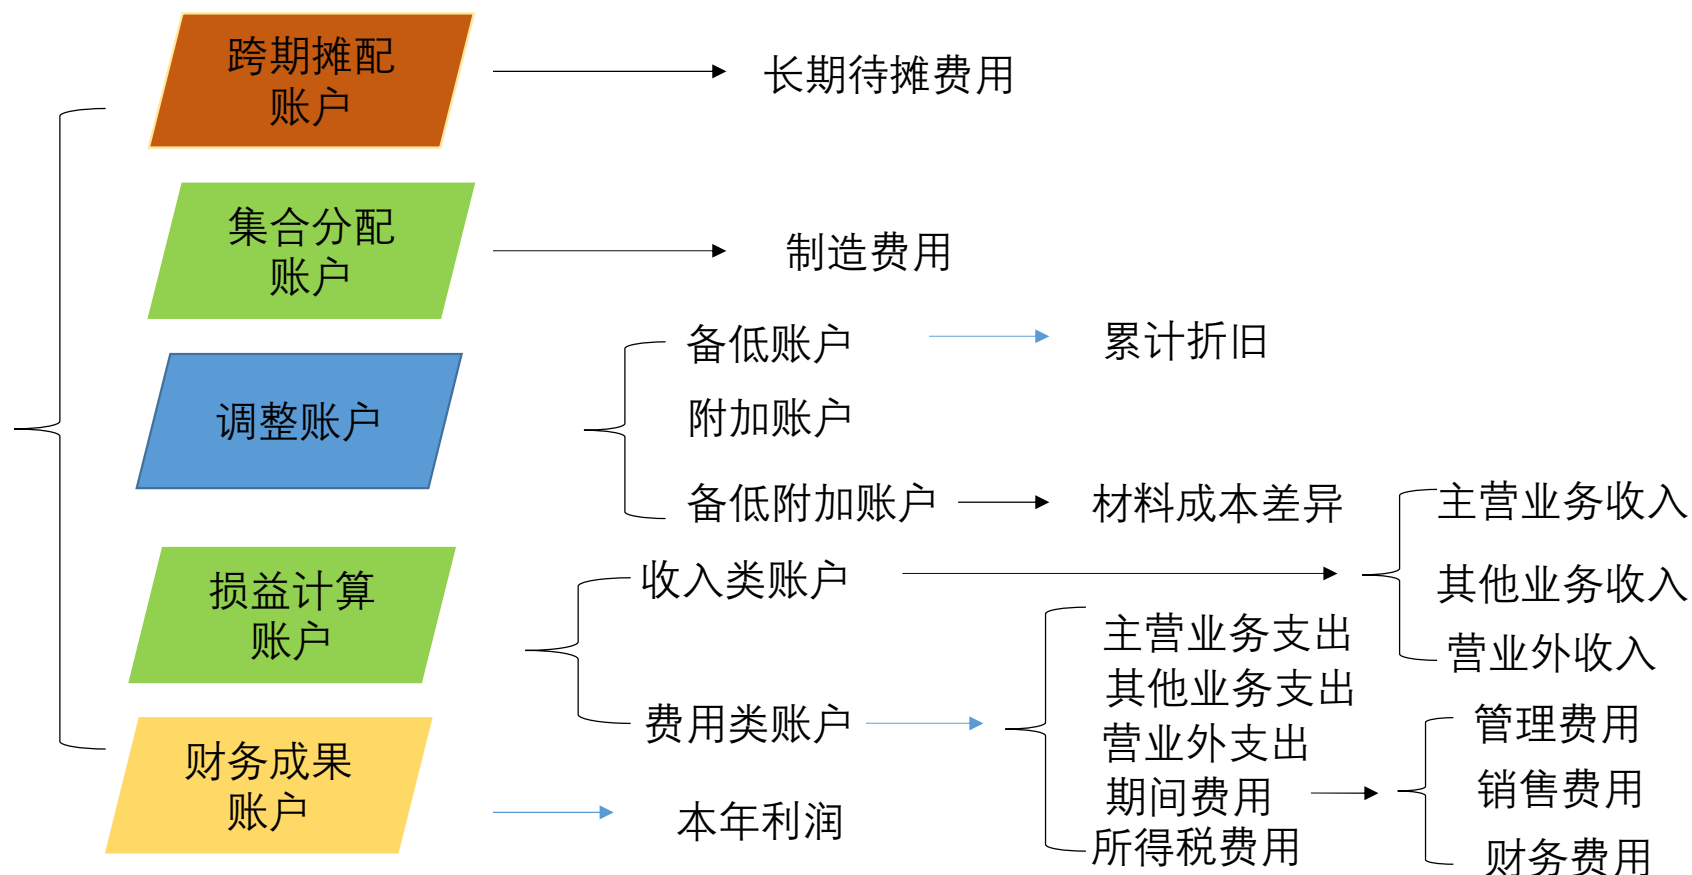 跨期摊配
账户
长期待摊费用
集合分配
账户
制造费用
调整账户
备低账户
累计折旧
附加账户
备低附加账户
材料成本差异
损益计算
账户
收入类账户
主营业务收入
其他业务收入
营业外收入
费用类账户
主营业务支出
其他业务支出
营业外支出
期间费用
所得税费用
管理费用
销售费用
财务费用
财务成果
账户
本年利润